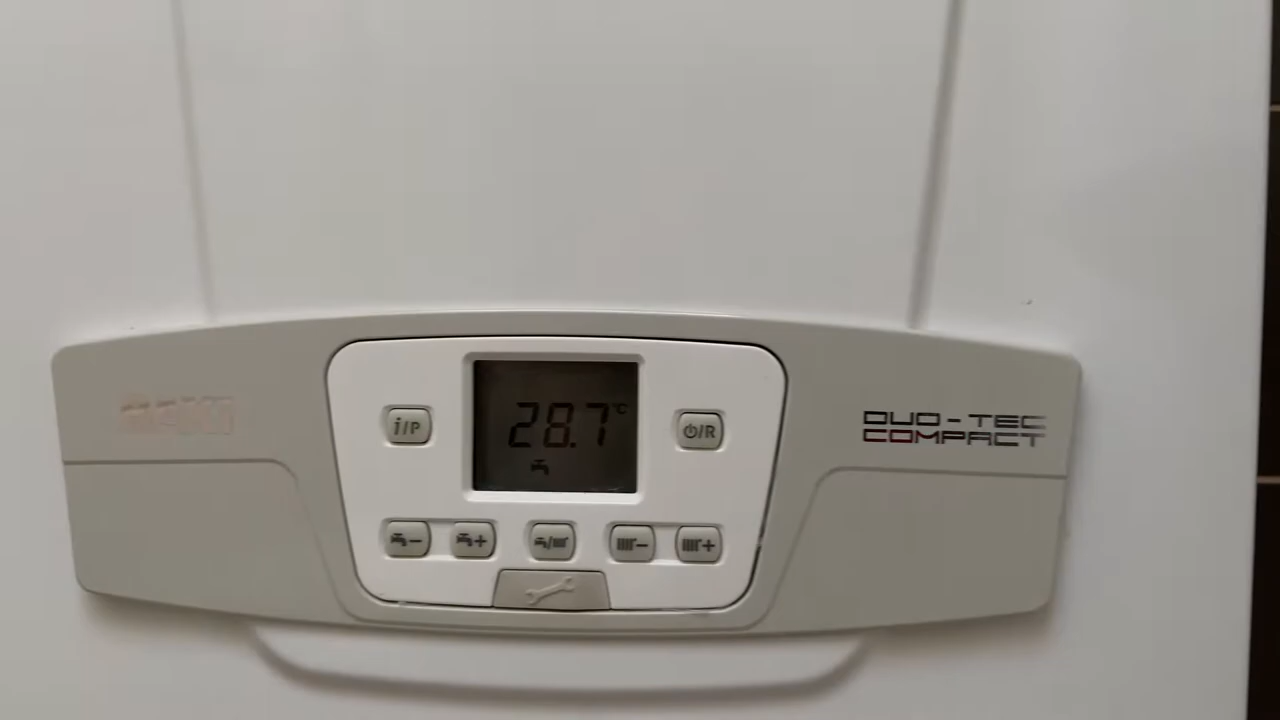 i/P
28.7 °C
/R
DUO-TEC
COMPACT
-
+
/
-
+